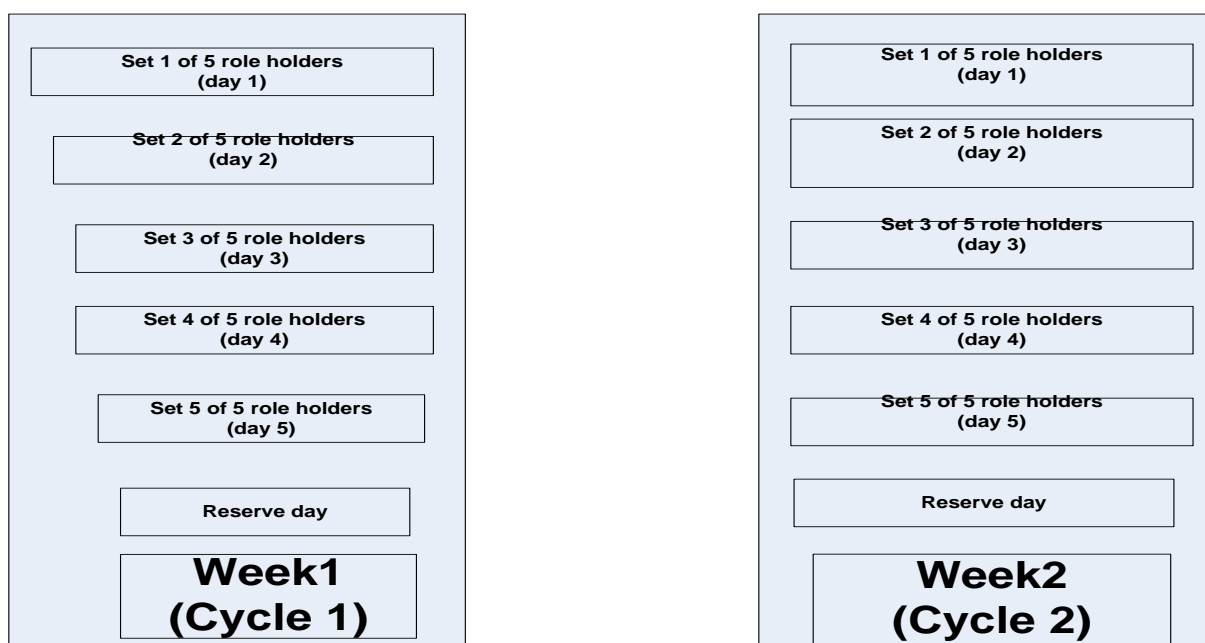 Set 1 of 5 role holders
(day 1)
Set 2 of 5 role holders
(day 2)
Set 3 of 5 role holders
(day 3)
Set 4 of 5 role holders
(day 4)
Set 5 of 5 role holders
(day 5)
Reserve day
Week1
(Cycle 1)
Set 1 of 5 role holders
(day 1)
Set 2 of 5 role holders
(day 2)
Set 3 of 5 role holders
(day 3)
Set 4 of 5 role holders
(day 4)
Set 5 of 5 role holders
(day 5)
Reserve day
Week2
(Cycle 2)